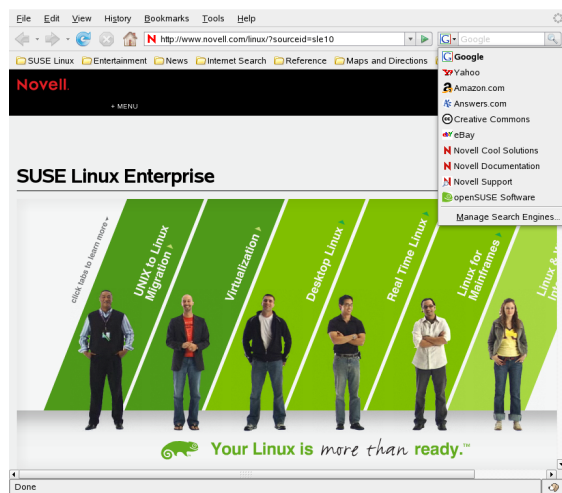 File Edit View History Bookmarks Tools Help
http://www.novell.com/linux/?sourceid=sle10
Google
SUSE Linux Entertainment News Internet Search Reference Maps and Directions
Google
Yahoo
Amazon.com
Answers.com
Creative Commons
eBay
Novell Cool Solutions
Novell Documentation
Novell Support
openSUSE Software
Manage Search Engines...
Novell.
+ MENU
SUSE Linux Enterprise
click tabs to learn more
UNIX to Linux
Migration
Virtualization
Desktop Linux
Real Time Linux
Linux for
Mainframes
Linux &
Your Linux is more than ready.™
Done